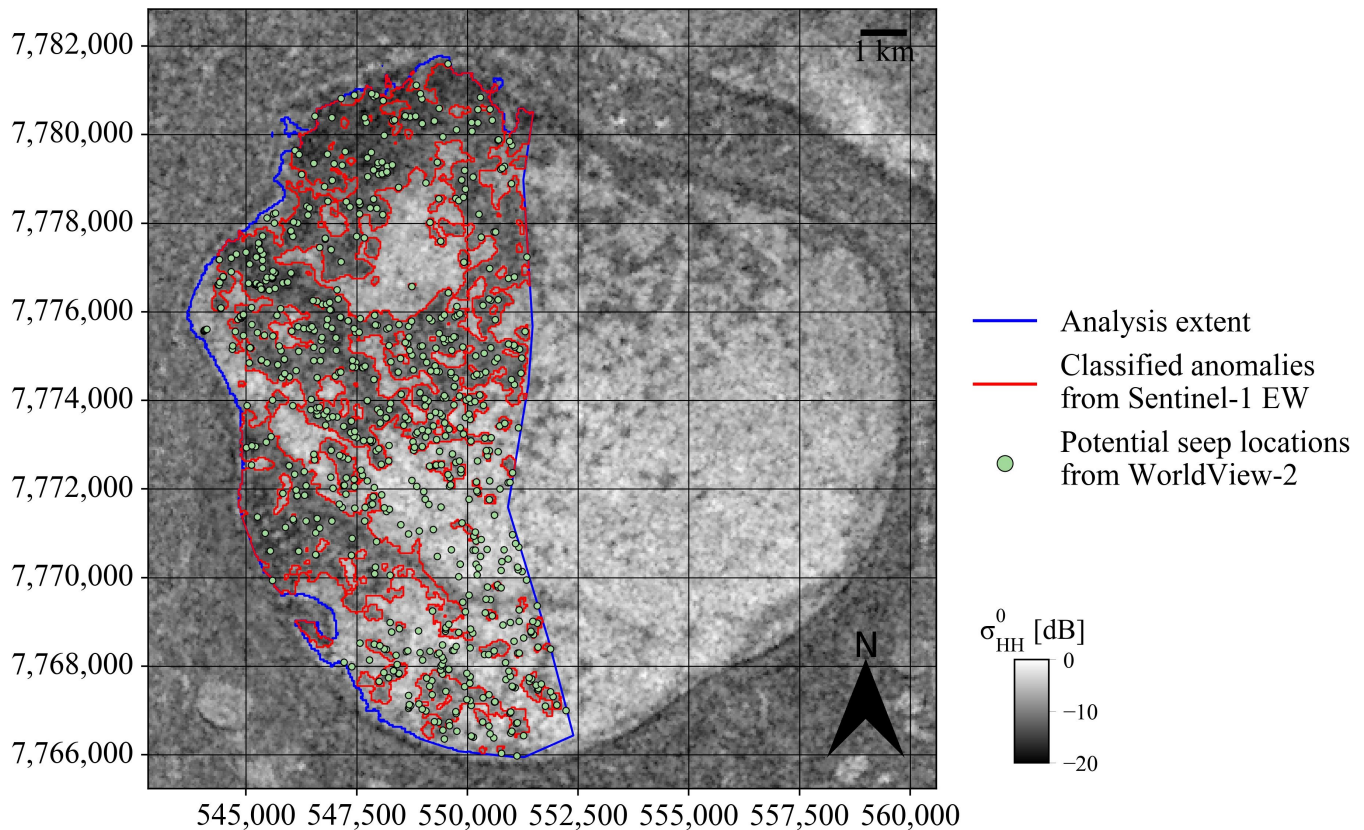 7,782,000
7,780,000
7,778,000
7,776,000
7,774,000
7,772,000
7,770,000
7,768,000
7,766,000
545,000 547,500 550,000 552,500 555,000 557,500 560,000
1 km
N
Analysis extent
Classified anomalies
from Sentinel-1 EW
Potential seep locations
from WorldView-2
σ⁰HH [dB]
0
−10
−20